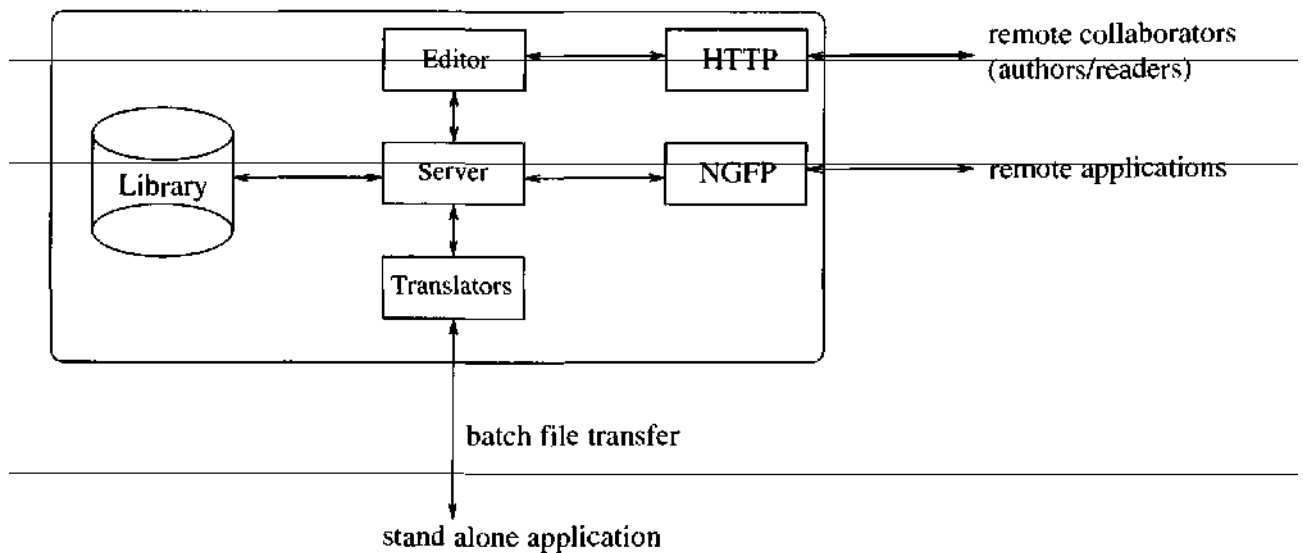 Editor
HTTP
remote collaborators
(authors/readers)
Library
Server
NGFP
remote applications
Translators
batch file transfer
stand alone application